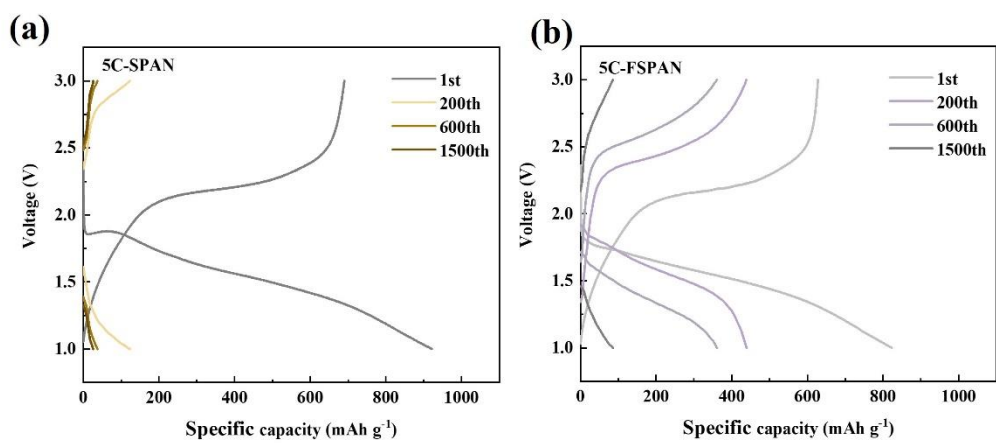 (a)
5C-SPAN
1st
200th
600th
1500th
3.0
2.5
2.0
1.5
1.0
Voltage (V)
0 200 400 600 800 1000
Specific capacity (mAh g⁻¹)
(b)
5C-FSPAN
1st
200th
600th
1500th
3.0
2.5
2.0
1.5
1.0
Voltage (V)
0 200 400 600 800 1000
Specific capacity (mAh g⁻¹)